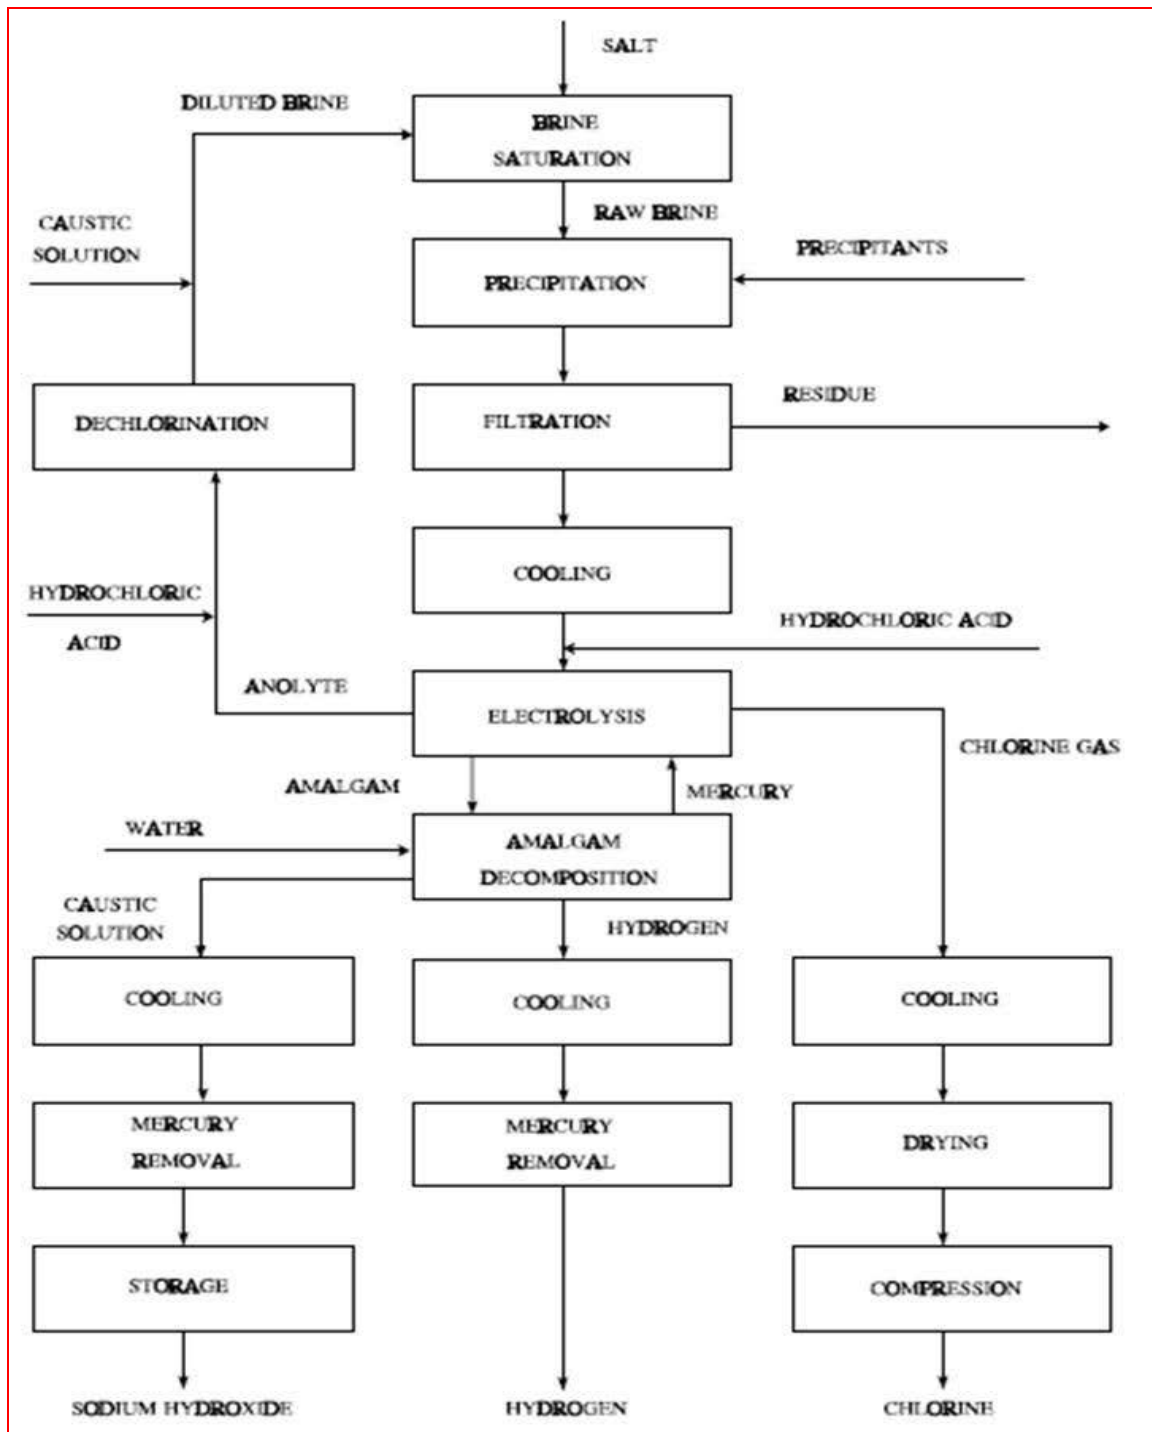 SALT
DILUTED BRINE
BRINE
SATURATION
RAW BRINE
CAUSTIC
SOLUTION
PRECIPITANTS
PRECIPITATION
RESIDUE
DECHLORINATION
FILTRATION
COOLING
HYDROCHLORIC
ACID
HYDROCHLORIC ACID
ANOLYTE
ELECTROLYSIS
CHLORINE GAS
AMALGAM
MERCURY
WATER
AMALGAM
DECOMPOSITION
CAUSTIC
SOLUTION
HYDROGEN
COOLING
COOLING
COOLING
MERCURY
REMOVAL
MERCURY
REMOVAL
DRYING
STORAGE
COMPRESSION
SODIUM HYDROXIDE
HYDROGEN
CHLORINE